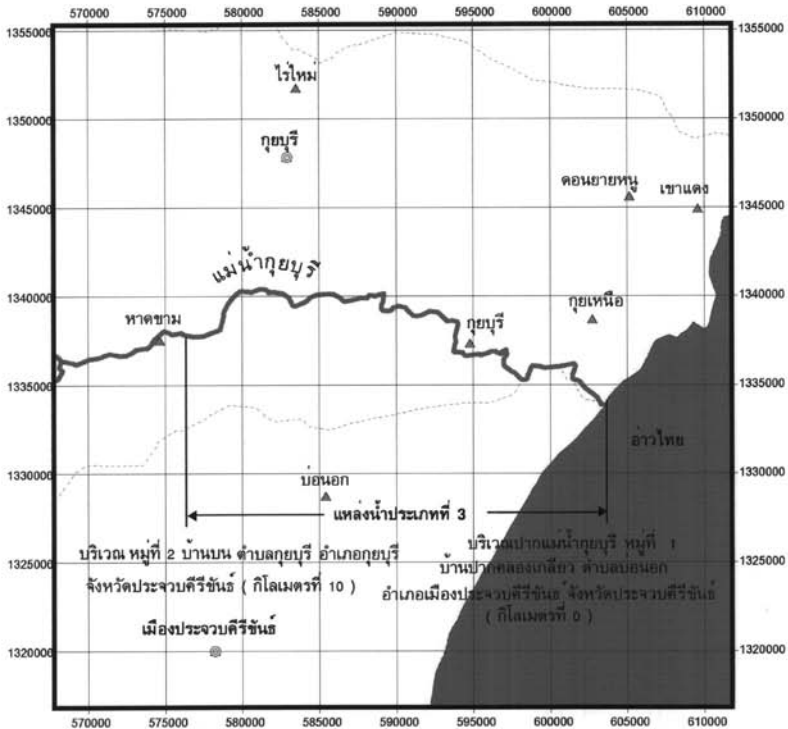 570000 575000 580000 585000 590000 595000 600000 605000 610000
1355000 1355000
ไร่ใหม่
1350000 1350000
กุยบุรี
ดอนยายหนู
เขาแดง
1345000 1345000
แม่น้ำกุยบุรี
1340000 1340000
หาดขาม
กุยบุรี
กุยเหนือ
1335000 1335000
อ่าวไทย
1330000 1330000
บ่อนอก
แหล่งน้ำประเภทที่ 3
บริเวณ หมู่ที่ 2 บ้านบน ตำบลกุยบุรี อำเภอกุยบุรี
จังหวัดประจวบคีรีขันธ์ ( กิโลเมตรที่ 10 )
บริเวณปากแม่น้ำกุยบุรี หมู่ที่ 1
บ้านปากคลองเกลียว ตำบลบ่อนอก
อำเภอเมืองประจวบคีรีขันธ์ จังหวัดประจวบคีรีขันธ์
( กิโลเมตรที่ 0 )
1325000 1325000
เมืองประจวบคีรีขันธ์
1320000 1320000
570000 575000 580000 585000 590000 595000 600000 605000 610000